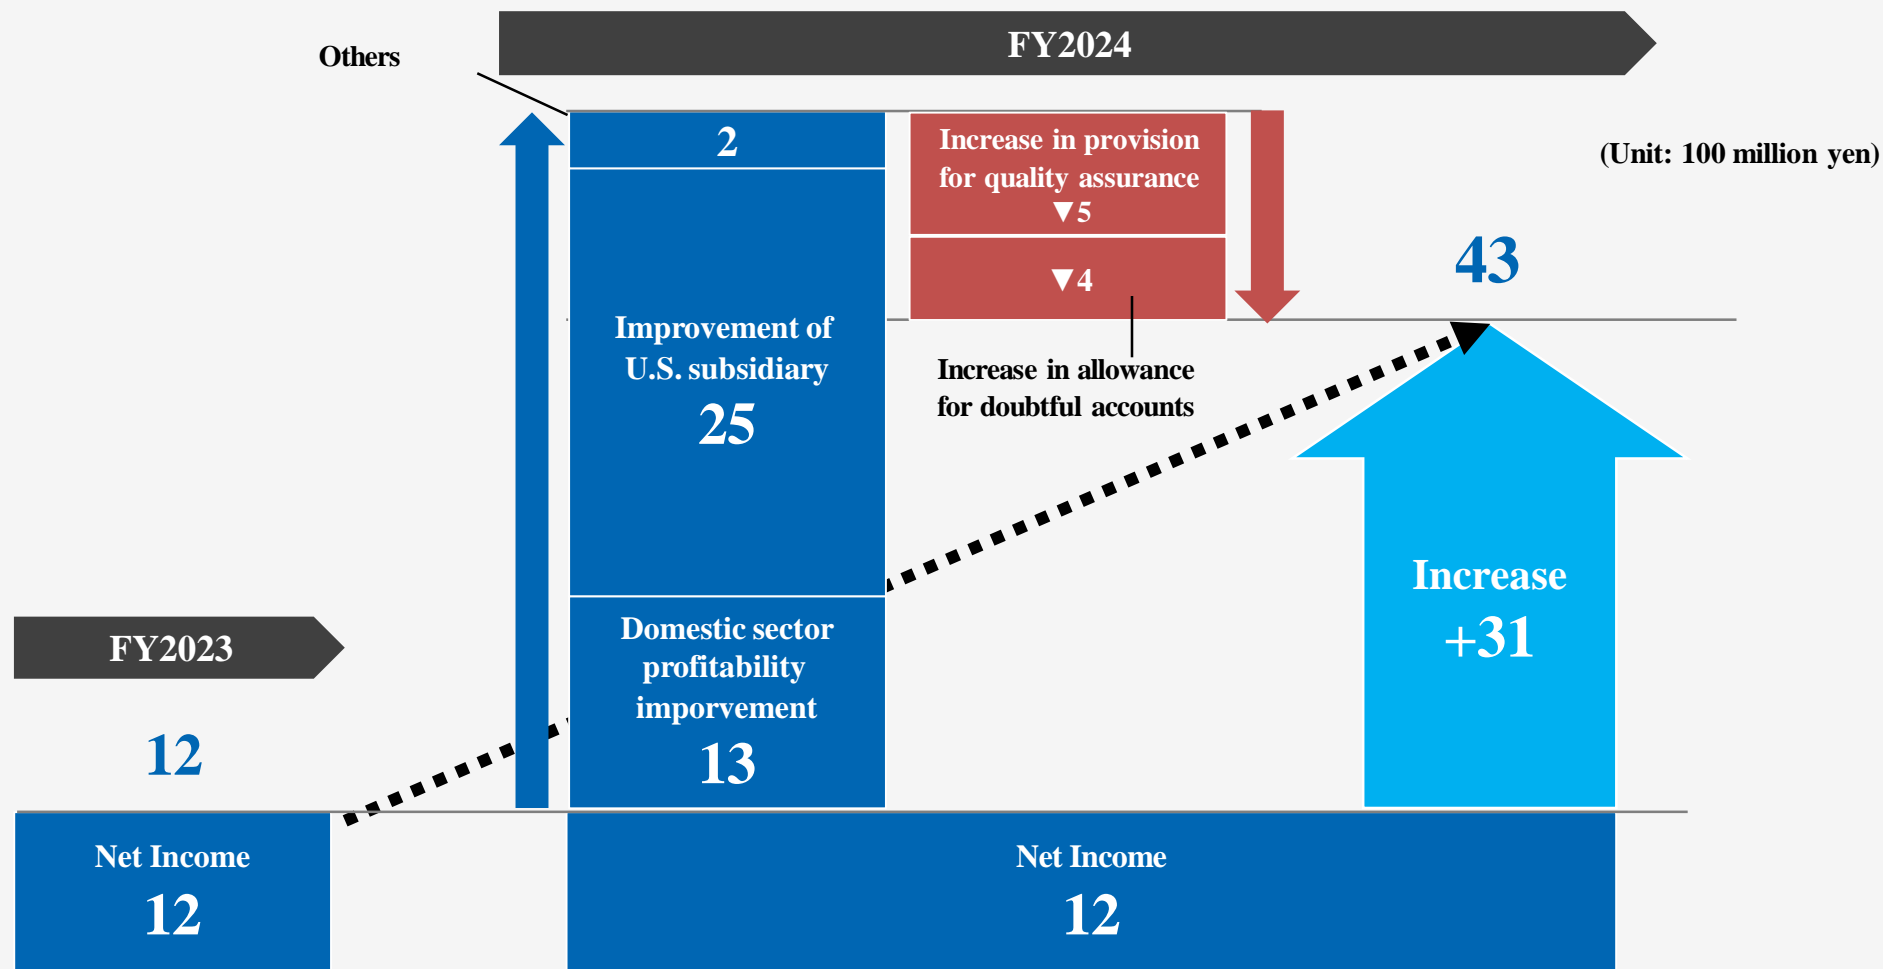 FY2024
Others
(Unit: 100 million yen)
2
Increase in provision
for quality assurance
▼5
▼4
Increase in allowance
for doubtful accounts
43
Improvement of
U.S. subsidiary
25
Domestic sector
profitability
imporvement
13
Increase
+31
FY2023
12
Net Income
12
Net Income
12